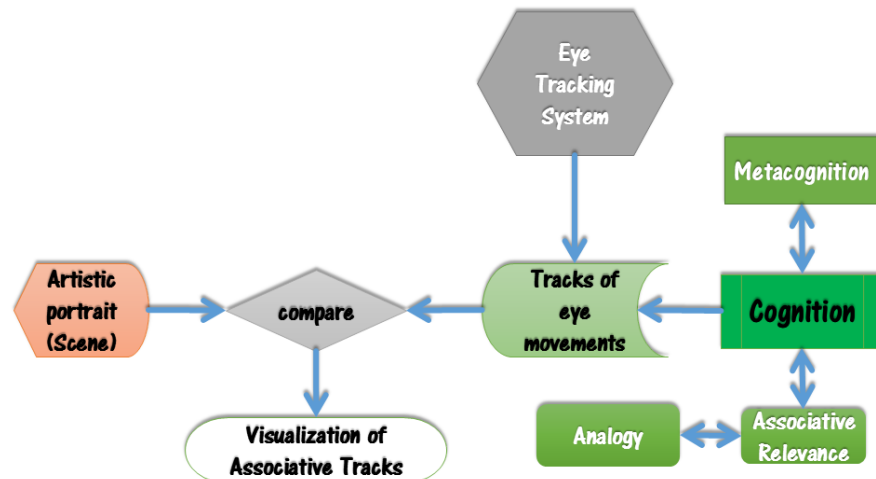 Eye
Tracking
System
Metacognition
Artistic
portrait
(Scene)
compare
Tracks of
eye
movements
Cognition
Visualization of
Associative Tracks
Analogy
Associative
Relevance